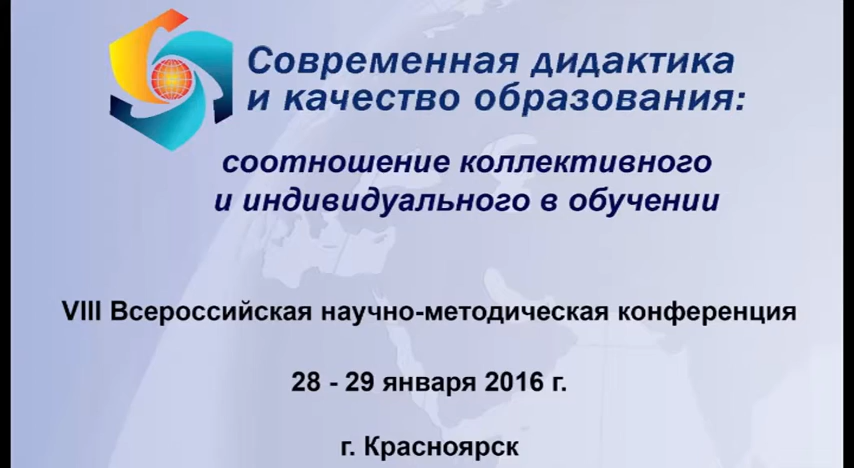 Современная дидактика
и качество образования:
соотношение коллективного
и индивидуального в обучении
VIII Всероссийская научно-методическая конференция
28 - 29 января 2016 г.
г. Красноярск